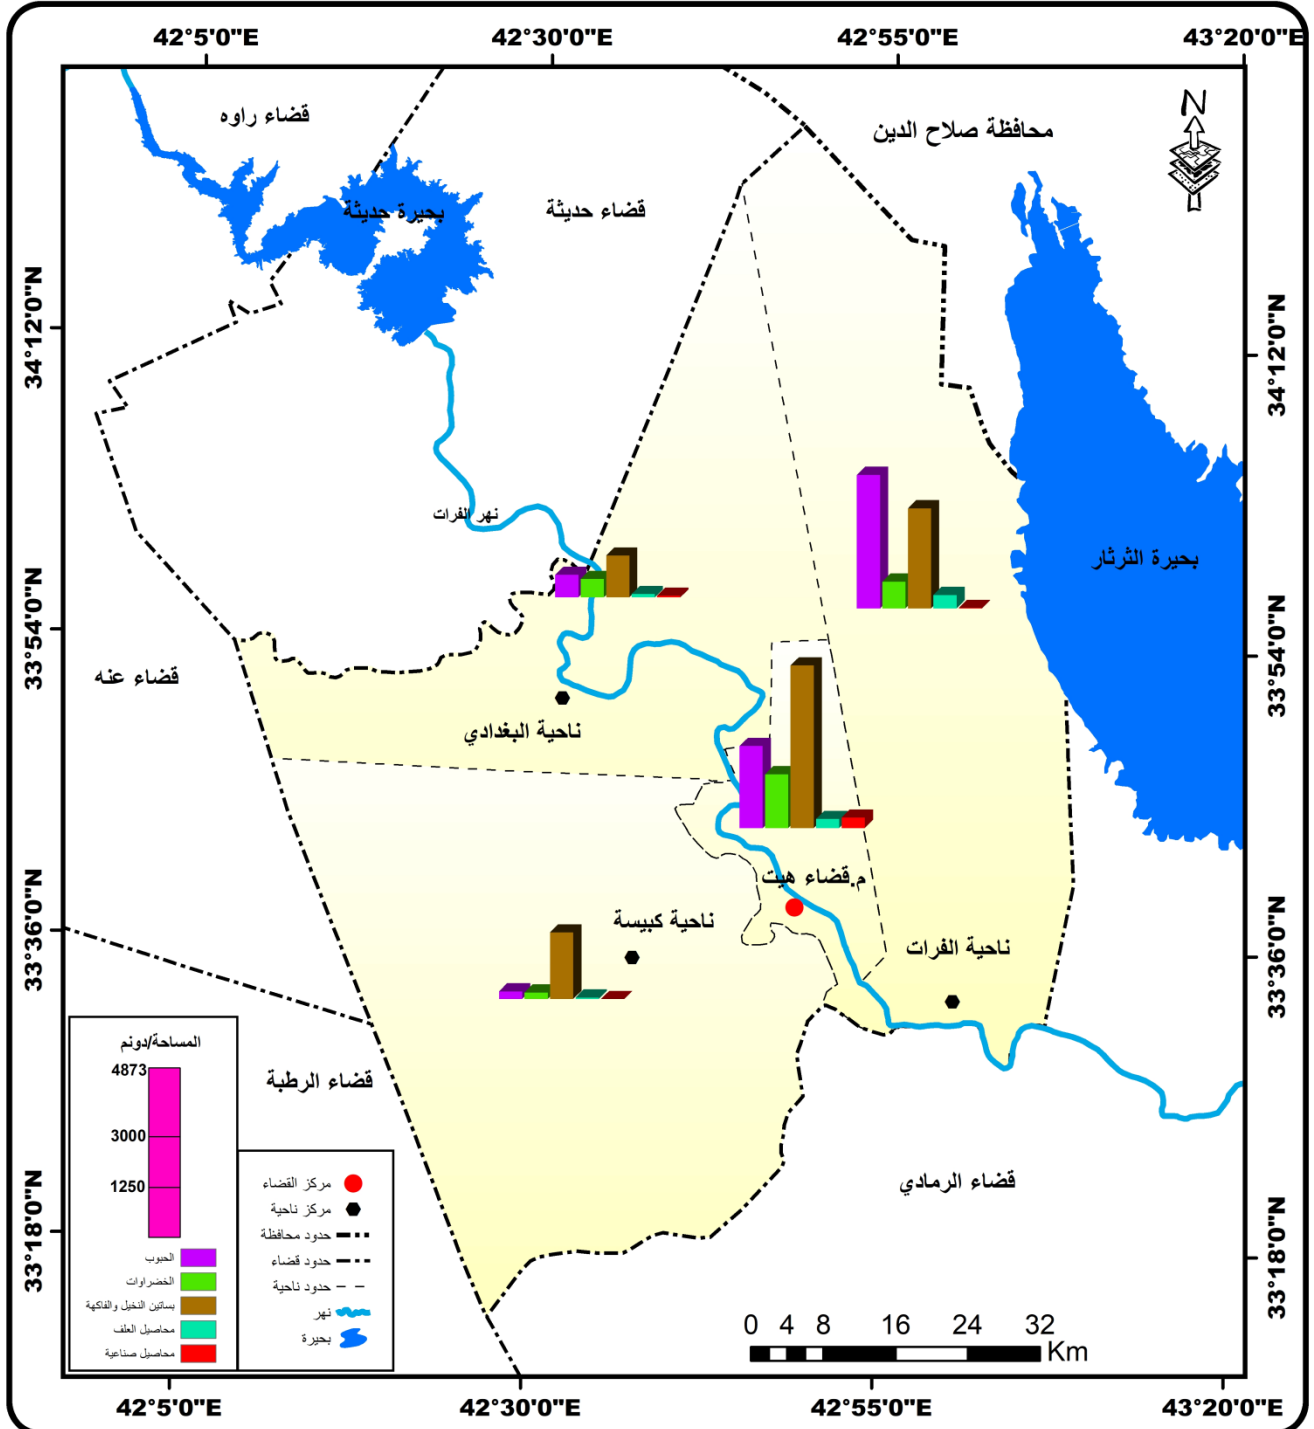 42°5'0"E 42°30'0"E 42°55'0"E 43°20'0"E
N
قضاء راوه
محافظة صلاح الدين
بحيرة حديثة
قضاء حديثة
34°12'0"N
34°12'0"N
نهر الفرات
بحيرة الثرثار
33°54'0"N
33°54'0"N
قضاء عنه
ناحية البغدادي
م.قضاء هيت
ناحية كبيسة
ناحية الفرات
33°36'0"N
33°36'0"N
قضاء الرطبة
قضاء الرمادي
المساحة/دونم
4873
3000
1250
الحبوب
الخضراوات
بساتين النخيل والفاكهة
محاصيل العلف
محاصيل صناعية
مركز القضاء
مركز ناحية
حدود محافظة
حدود قضاء
حدود ناحية
نهر
بحيرة
33°18'0"N
33°18'0"N
0 4 8 16 24 32
Km
42°5'0"E 42°30'0"E 42°55'0"E 43°20'0"E